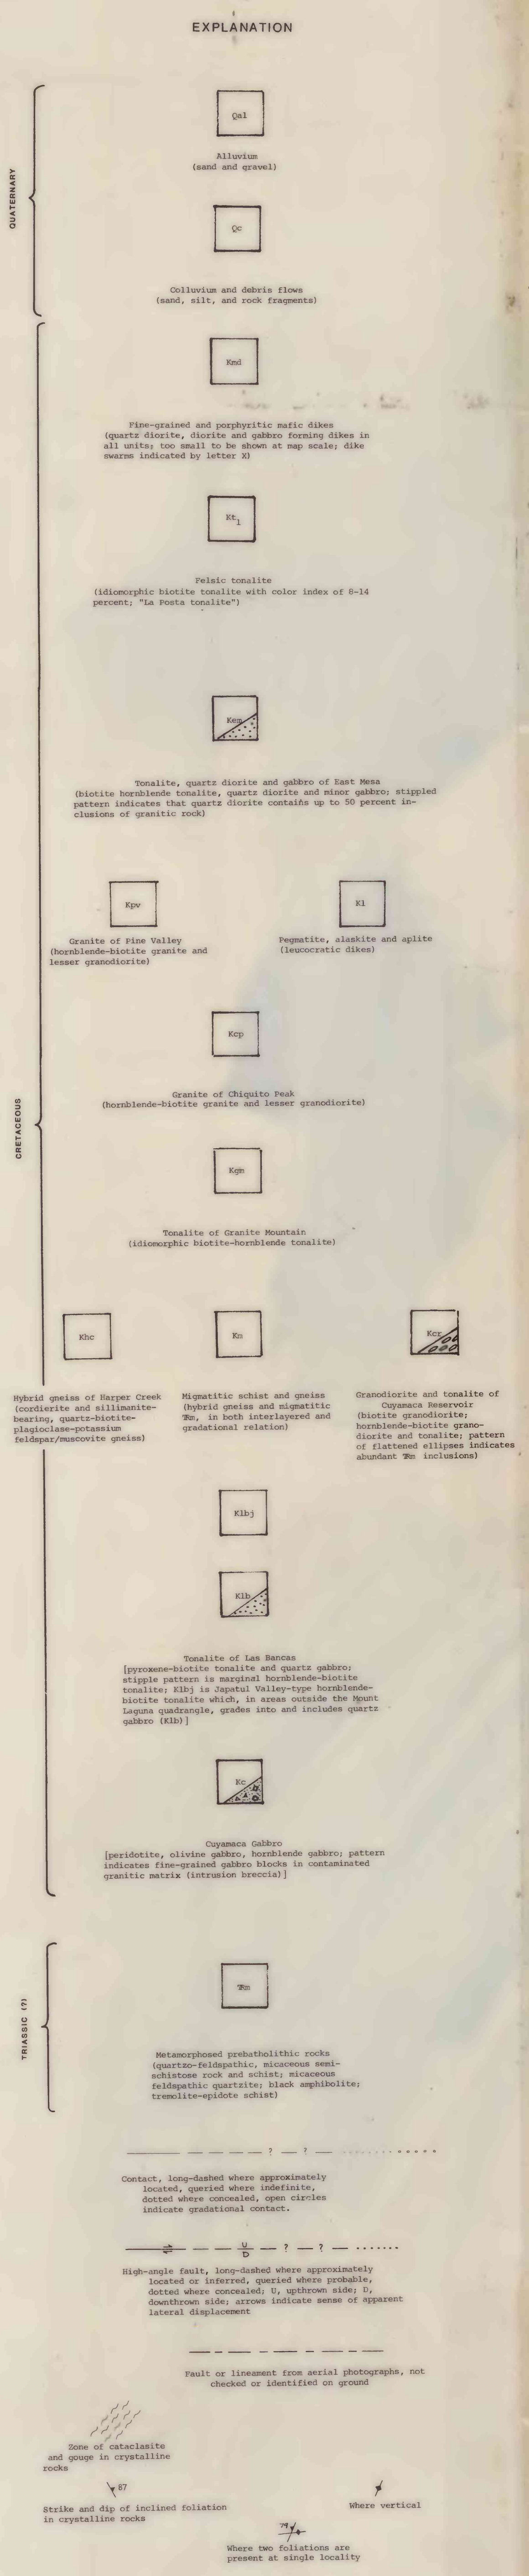 EXPLANATION
QUATERNARY
Qal
Alluvium
(sand and gravel)
Qc
Colluvium and debris flows
(sand, silt, and rock fragments)
CRETACEOUS
Kmd
Fine-grained and porphyritic mafic dikes
(quartz diorite, diorite and gabbro forming dikes in
all units; too small to be shown at map scale; dike
swarms indicated by letter X)
Ktl
Felsic tonalite
(idiomorphic biotite tonalite with color index of 8-14
percent; "La Posta tonalite")
Kem
Tonalite, quartz diorite and gabbro of East Mesa
(biotite hornblende tonalite, quartz diorite and minor gabbro; stippled
pattern indicates that quartz diorite contains up to 50 percent in-
clusions of granitic rock)
Kpv
Granite of Pine Valley
(hornblende-biotite granite and
lesser granodiorite)
Kl
Pegmatite, alaskite and aplite
(leucocratic dikes)
Kcp
Granite of Chiquito Peak
(hornblende-biotite granite and lesser granodiorite)
Kgm
Tonalite of Granite Mountain
(idiomorphic biotite-hornblende tonalite)
Khc
Hybrid gneiss of Harper Creek
(cordierite and sillimanite-
bearing, quartz-biotite-
plagioclase-potassium
feldspar/muscovite gneiss)
Km
Migmatitic schist and gneiss
(hybrid gneiss and migmatitic
TRm, in both interlayered and
gradational relation)
Kcr
Granodiorite and tonalite of
Cuyamaca Reservoir
(biotite granodiorite;
hornblende-biotite grano-
diorite and tonalite; pattern
of flattened ellipses indicates
abundant TRm inclusions)
Klbj
Klb
Tonalite of Las Bancas
[pyroxene-biotite tonalite and quartz gabbro;
stipple pattern is marginal hornblende-biotite
tonalite; Klbj is Japatul Valley-type hornblende-
biotite tonalite which, in areas outside the Mount
Laguna quadrangle, grades into and includes quartz
gabbro (Klb)]
Kc
Cuyamaca Gabbro
[peridotite, olivine gabbro, hornblende gabbro; pattern
indicates fine-grained gabbro blocks in contaminated
granitic matrix (intrusion breccia)]
TRIASSIC (?)
TRm
Metamorphosed prebatholithic rocks
(quartzo-feldspathic, micaceous semi-
schistose rock and schist; micaceous
feldspathic quartzite; black amphibolite;
tremolite-epidote schist)
? ?
Contact, long-dashed where approximately
located, queried where indefinite,
dotted where concealed, open circles
indicate gradational contact.
U
D
? ?
High-angle fault, long-dashed where approximately
located or inferred, queried where probable,
dotted where concealed; U, upthrown side; D,
downthrown side; arrows indicate sense of apparent
lateral displacement
Fault or lineament from aerial photographs, not
checked or identified on ground
Zone of cataclasite
and gouge in crystalline
rocks
87
Strike and dip of inclined foliation
in crystalline rocks
Where vertical
79
Where two foliations are
present at single locality